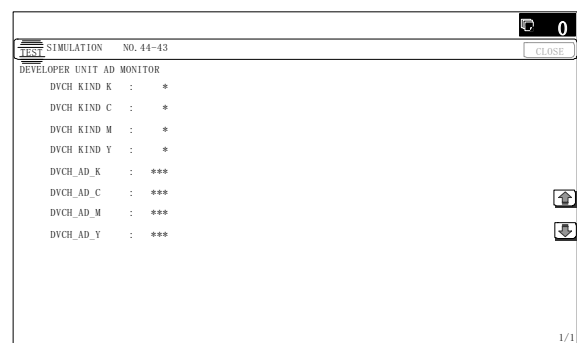 0
TEST SIMULATION NO. 44-43 CLOSE
DEVELOPER UNIT AD MONITOR
DVCH KIND K : *
DVCH KIND C : *
DVCH KIND M : *
DVCH KIND Y : *
DVCH_AD_K : ***
DVCH_AD_C : ***
DVCH_AD_M : ***
DVCH_AD_Y : ***
1/1